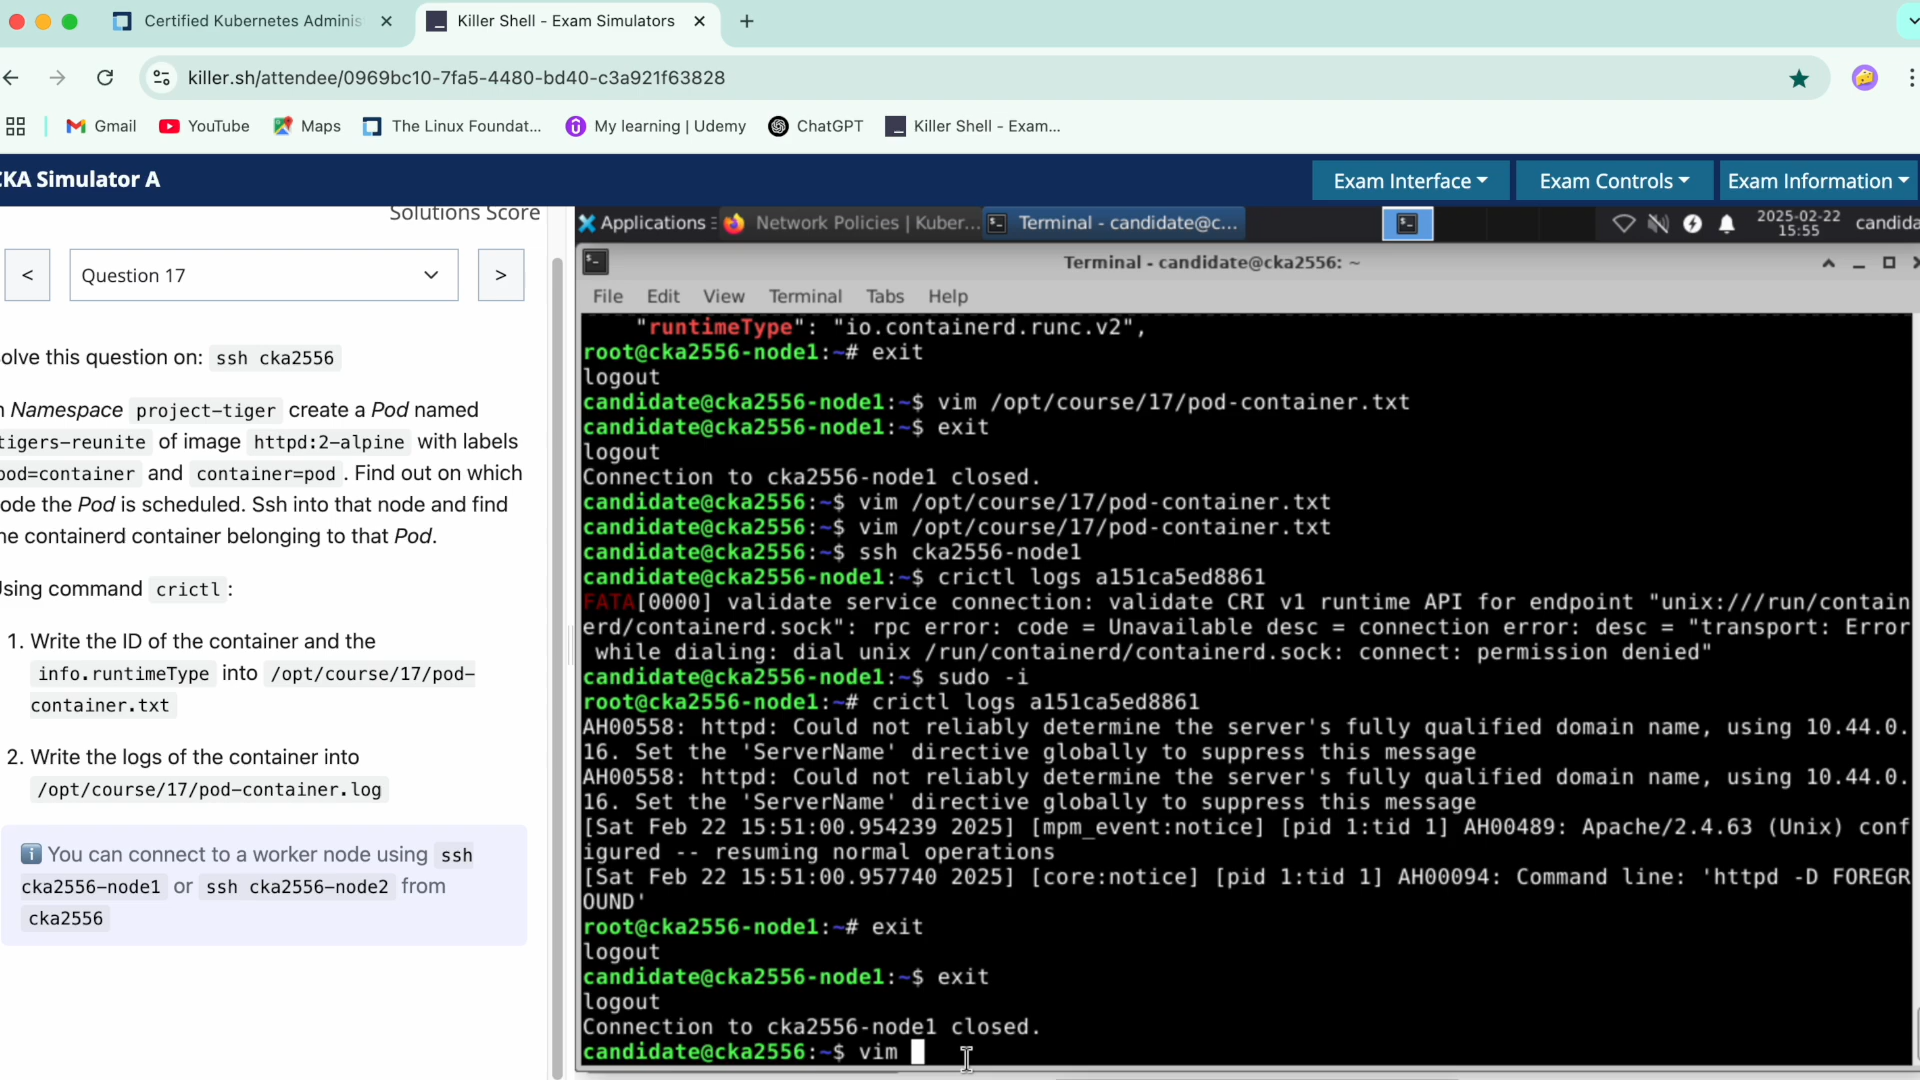 Certified Kubernetes Adminis
Killer Shell - Exam Simulators
killer.sh/attendee/0969bc10-7fa5-4480-bd40-c3a921f63828
Gmail YouTube Maps The Linux Foundat... My learning | Udemy ChatGPT Killer Shell - Exam...
CKA Simulator A
Exam Interface Exam Controls Exam Information
Solutions Score
< Question 17 >
olve this question on: ssh cka2556
n Namespace project-tiger create a Pod named
tigers-reunite of image httpd:2-alpine with labels
pod=container and container=pod . Find out on which
ode the Pod is scheduled. Ssh into that node and find
he containerd container belonging to that Pod.
Using command crictl :
1. Write the ID of the container and the
info.runtimeType into /opt/course/17/pod-
container.txt
2. Write the logs of the container into
/opt/course/17/pod-container.log
You can connect to a worker node using ssh
cka2556-node1 or ssh cka2556-node2 from
cka2556
Applications Network Policies | Kuber... Terminal - candidate@c... 2025-02-22
15:55
candida
Terminal - candidate@cka2556: ~
File Edit View Terminal Tabs Help
"runtimeType": "io.containerd.runc.v2",
root@cka2556-node1:~# exit
logout
candidate@cka2556-node1:~$ vim /opt/course/17/pod-container.txt
candidate@cka2556-node1:~$ exit
logout
Connection to cka2556-node1 closed.
candidate@cka2556:~$ vim /opt/course/17/pod-container.txt
candidate@cka2556:~$ vim /opt/course/17/pod-container.txt
candidate@cka2556:~$ ssh cka2556-node1
candidate@cka2556-node1:~$ crictl logs a151ca5ed8861
FATA[0000] validate service connection: validate CRI v1 runtime API for endpoint "unix:///run/contain
erd/containerd.sock": rpc error: code = Unavailable desc = connection error: desc = "transport: Error
while dialing: dial unix /run/containerd/containerd.sock: connect: permission denied"
candidate@cka2556-node1:~$ sudo -i
root@cka2556-node1:~# crictl logs a151ca5ed8861
AH00558: httpd: Could not reliably determine the server's fully qualified domain name, using 10.44.0.
16. Set the 'ServerName' directive globally to suppress this message
AH00558: httpd: Could not reliably determine the server's fully qualified domain name, using 10.44.0.
16. Set the 'ServerName' directive globally to suppress this message
[Sat Feb 22 15:51:00.954239 2025] [mpm_event:notice] [pid 1:tid 1] AH00489: Apache/2.4.63 (Unix) conf
igured -- resuming normal operations
[Sat Feb 22 15:51:00.957740 2025] [core:notice] [pid 1:tid 1] AH00094: Command line: 'httpd -D FOREGR
OUND'
root@cka2556-node1:~# exit
logout
candidate@cka2556-node1:~$ exit
logout
Connection to cka2556-node1 closed.
candidate@cka2556:~$ vim